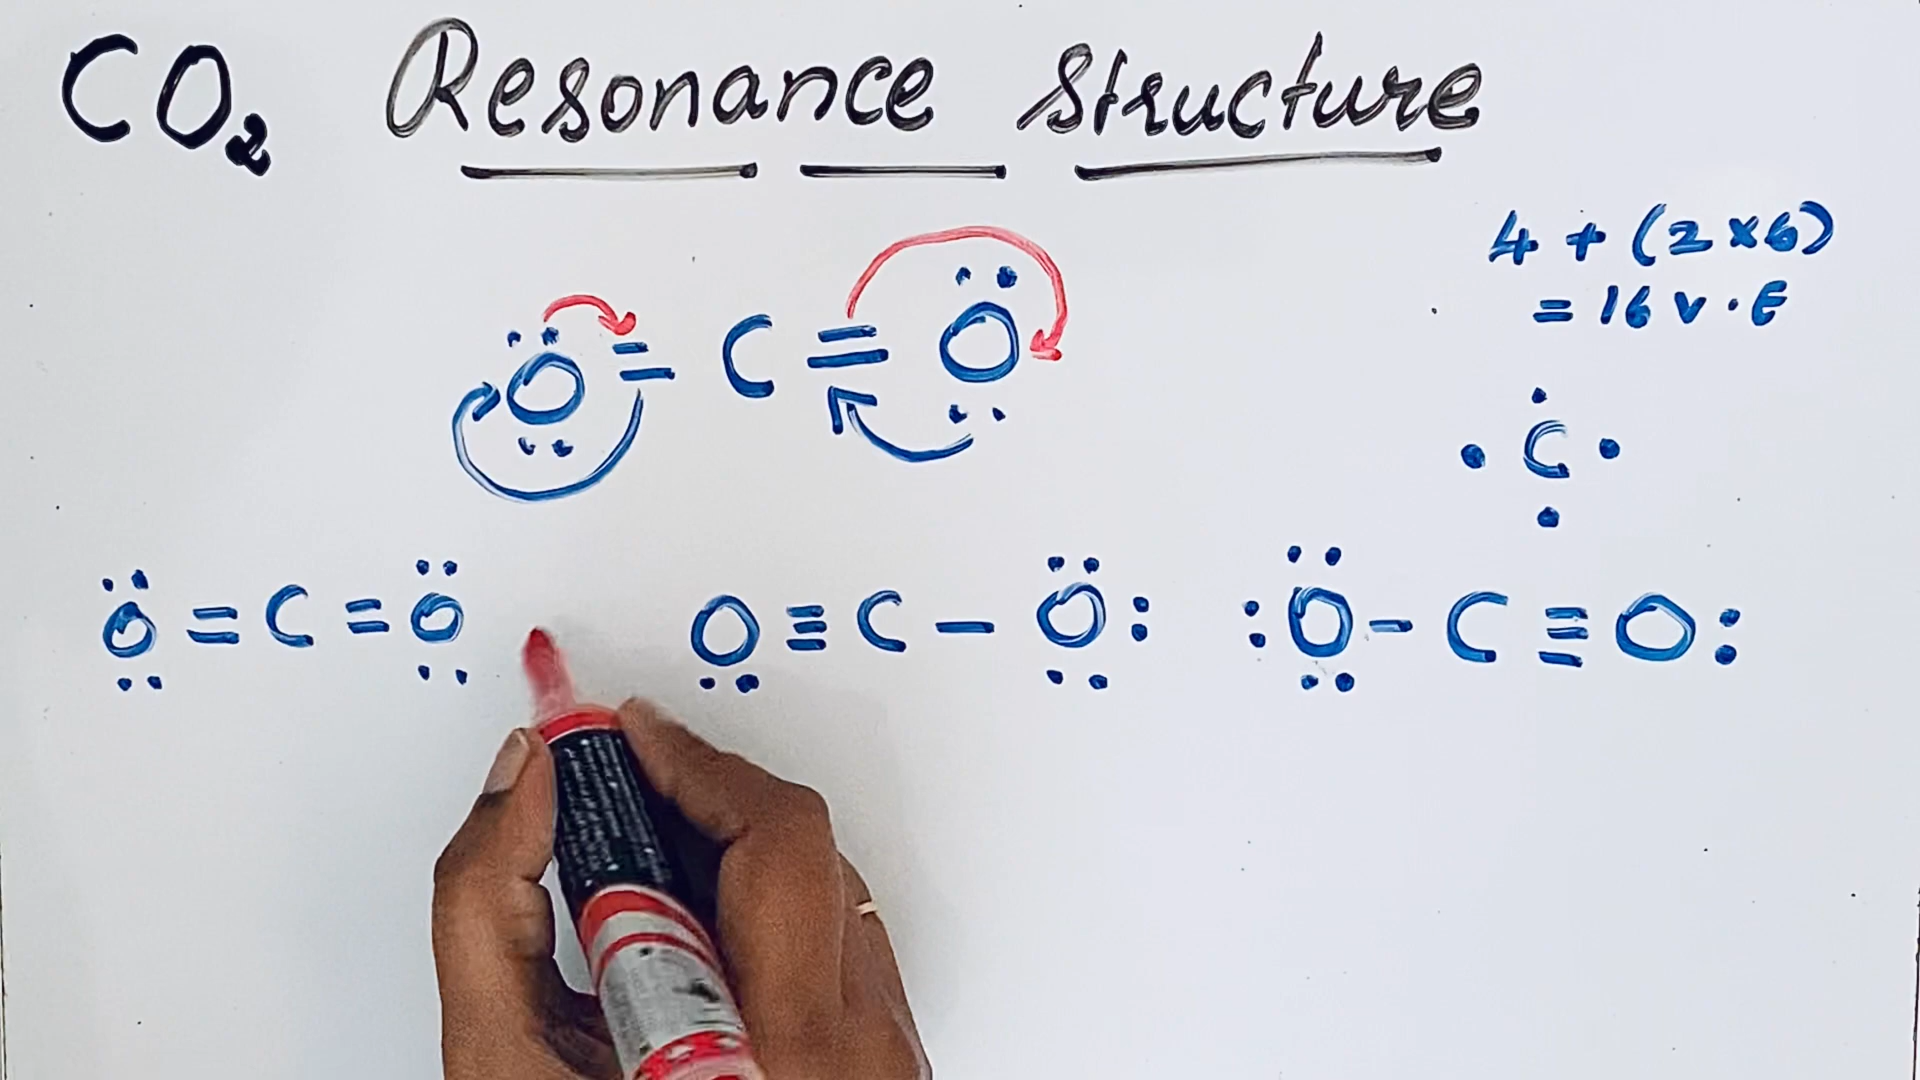 CO₂ Resonance Structure
4 + (2×6)
= 16 v.E
O = C = O
C
O = C = O
O ≡ C – O
O – C ≡ O